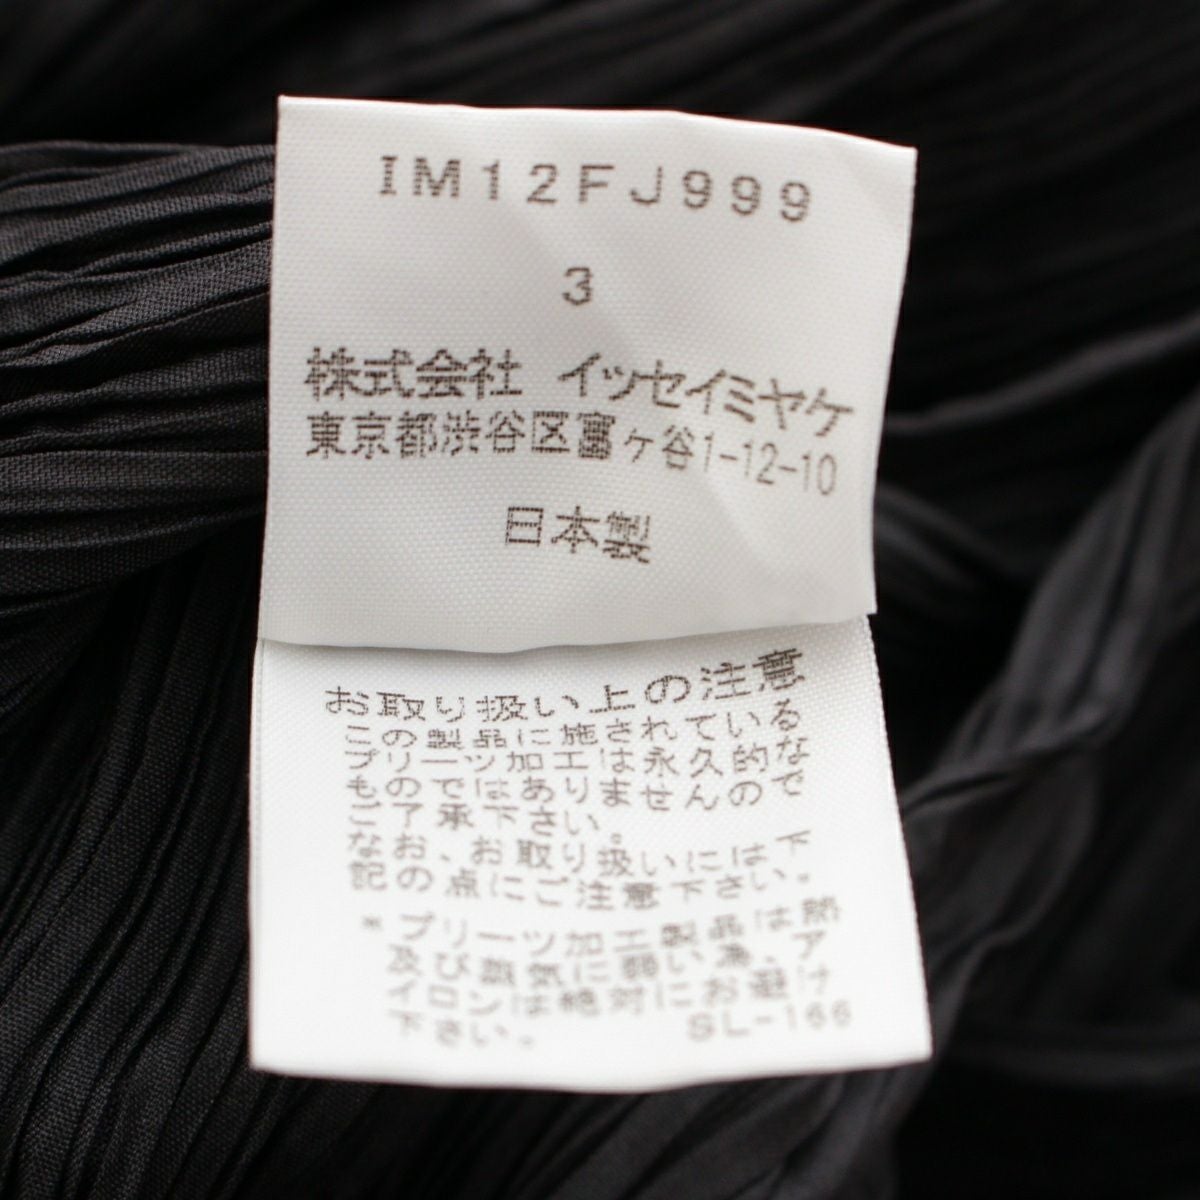 IM12FJ999
3
株式会社 イッセイミヤケ
東京都渋谷区富ヶ谷1-12-10
日本製
お取り扱い上の注意
この製品に施されている
プリーツ加工は永久的な
ものではありませんので
ご了承下さい。
なお、お取り扱いには下
記の点にご注意下さい。
* プリーツ加工製品は熱
及び蒸気に弱い為、ア
イロンは絶対にお避け
下さい。 SL-166